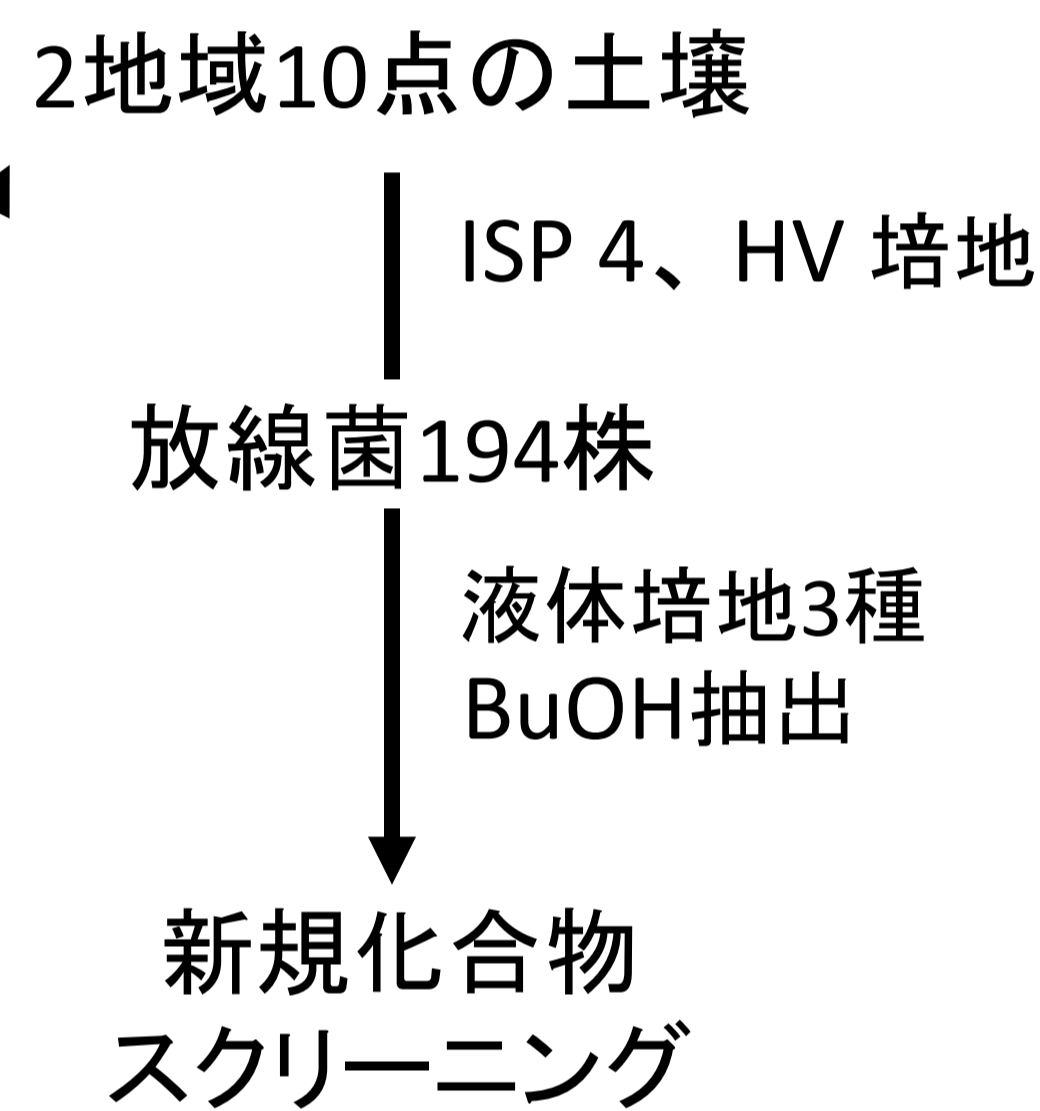 2地域10点の土壌
ISP 4、HV 培地
放線菌194株
液体培地3種
BuOH抽出
新規化合物
スクリーニング